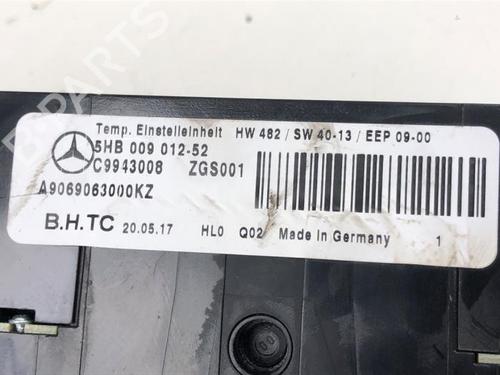 Temp. Einstelleinheit HW 482 / SW 40-13 / EEP 09-00
5HB 009 012-52
C9943008 ZGS001
A9069063000KZ
B.H.TC 20.05.17 HL0 Q02 Made in Germany 1
B-PARTS